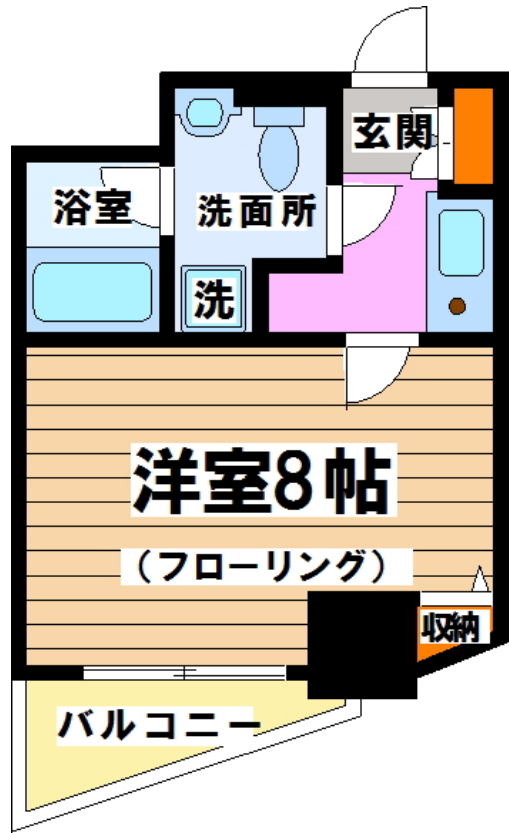 玄関
浴室
洗面所
洗
洋室8帖
（フローリング）
収納
バルコニー